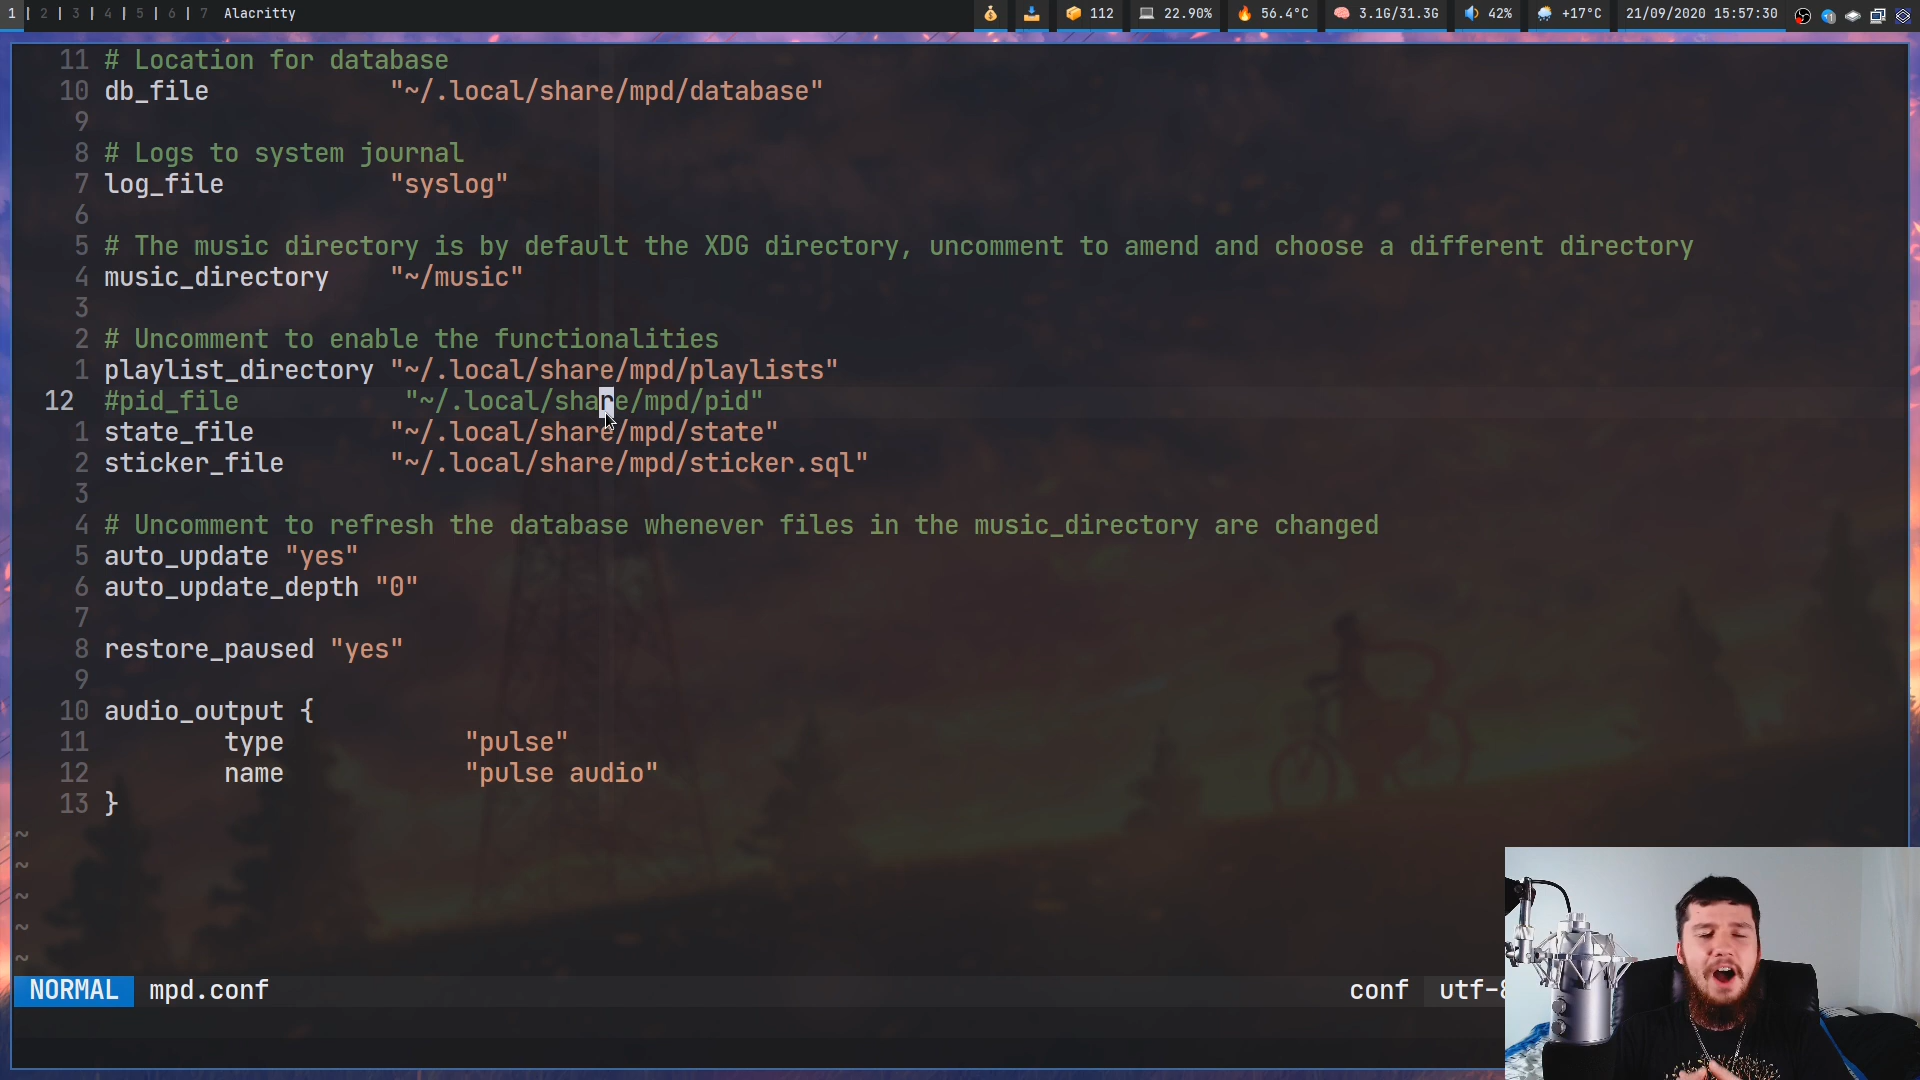 1 | 2 | 3 | 4 | 5 | 6 | 7 Alacritty
112 22.90% 56.4°C 3.1G/31.3G 42% +17°C 21/09/2020 15:57:30
11 # Location for database
10 db_file "~/.local/share/mpd/database"
9
8 # Logs to system journal
7 log_file "syslog"
6
5 # The music directory is by default the XDG directory, uncomment to amend and choose a different directory
4 music_directory "~/music"
3
2 # Uncomment to enable the functionalities
1 playlist_directory "~/.local/share/mpd/playlists"
12 #pid_file "~/.local/share/mpd/pid"
1 state_file "~/.local/share/mpd/state"
2 sticker_file "~/.local/share/mpd/sticker.sql"
3
4 # Uncomment to refresh the database whenever files in the music_directory are changed
5 auto_update "yes"
6 auto_update_depth "0"
7
8 restore_paused "yes"
9
10 audio_output {
11 type "pulse"
12 name "pulse audio"
13 }
~
~
~
~
~
NORMAL mpd.conf conf utf-8